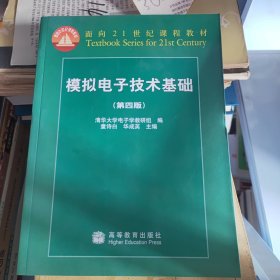 面向21世纪课程教材
Textbook Series for 21st Century
模拟电子技术基础
(第四版)
清华大学电子学教研组 编
童诗白 华成英 主编
高等教育出版社
Higher Education Press